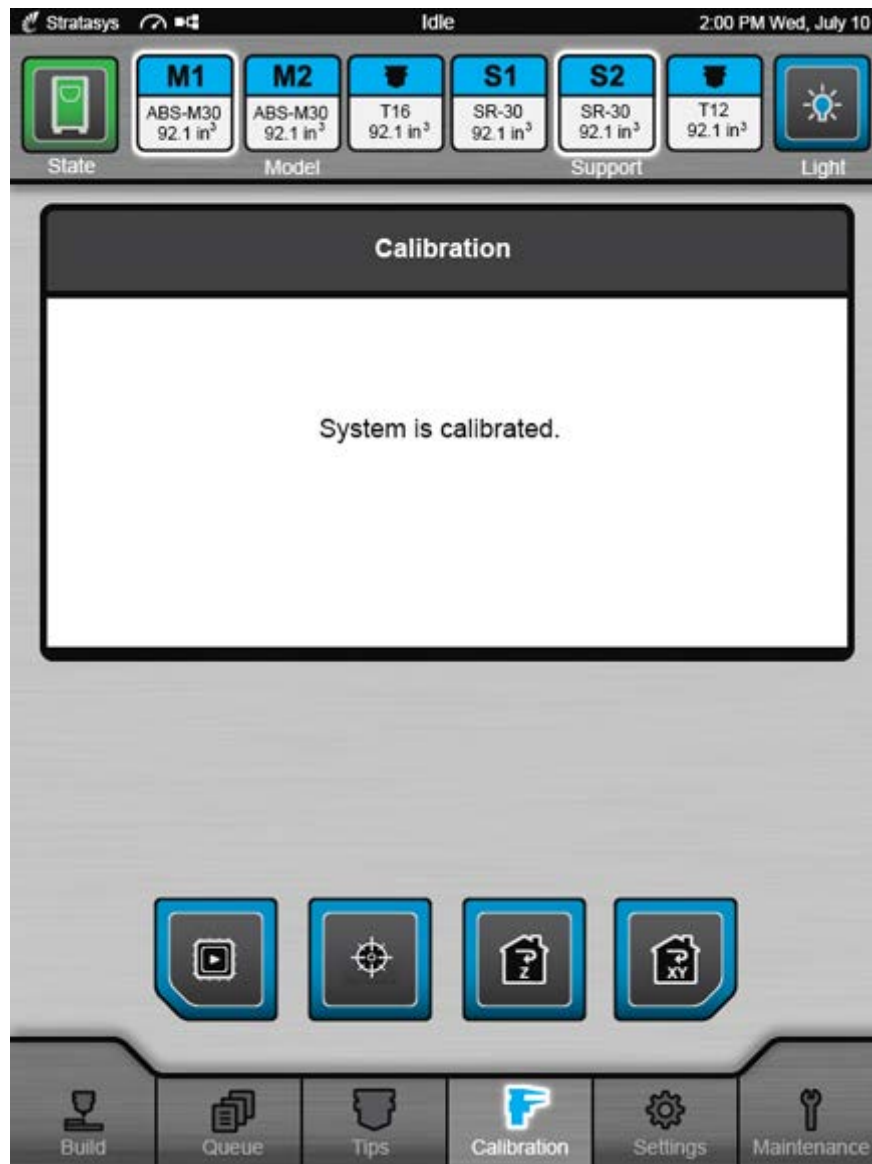 Stratasys Idle 2:00 PM Wed, July 10
M1 M2 S1 S2
ABS-M30 ABS-M30 T16 SR-30 SR-30 T12
92.1 in³ 92.1 in³ 92.1 in³ 92.1 in³ 92.1 in³ 92.1 in³
State Model Support Light
Calibration
System is calibrated.
Z XY
Build Queue Tips Calibration Settings Maintenance